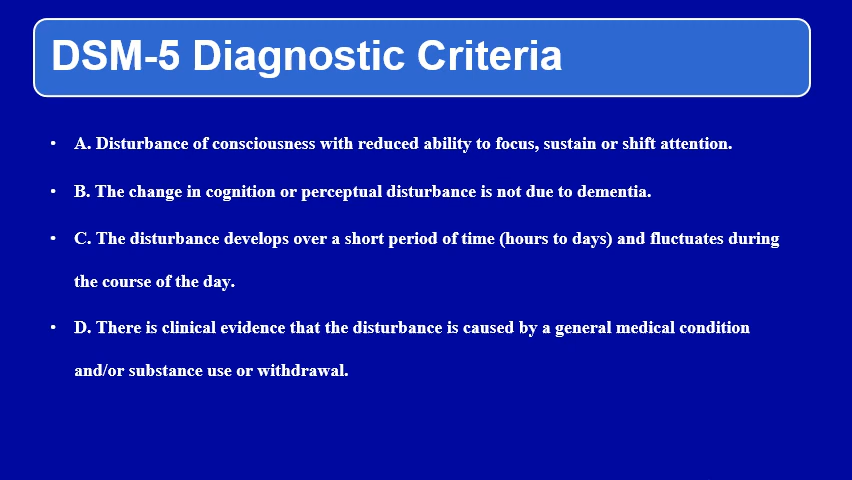 DSM-5 Diagnostic Criteria
• A. Disturbance of consciousness with reduced ability to focus, sustain or shift attention.
• B. The change in cognition or perceptual disturbance is not due to dementia.
• C. The disturbance develops over a short period of time (hours to days) and fluctuates during
the course of the day.
• D. There is clinical evidence that the disturbance is caused by a general medical condition
and/or substance use or withdrawal.